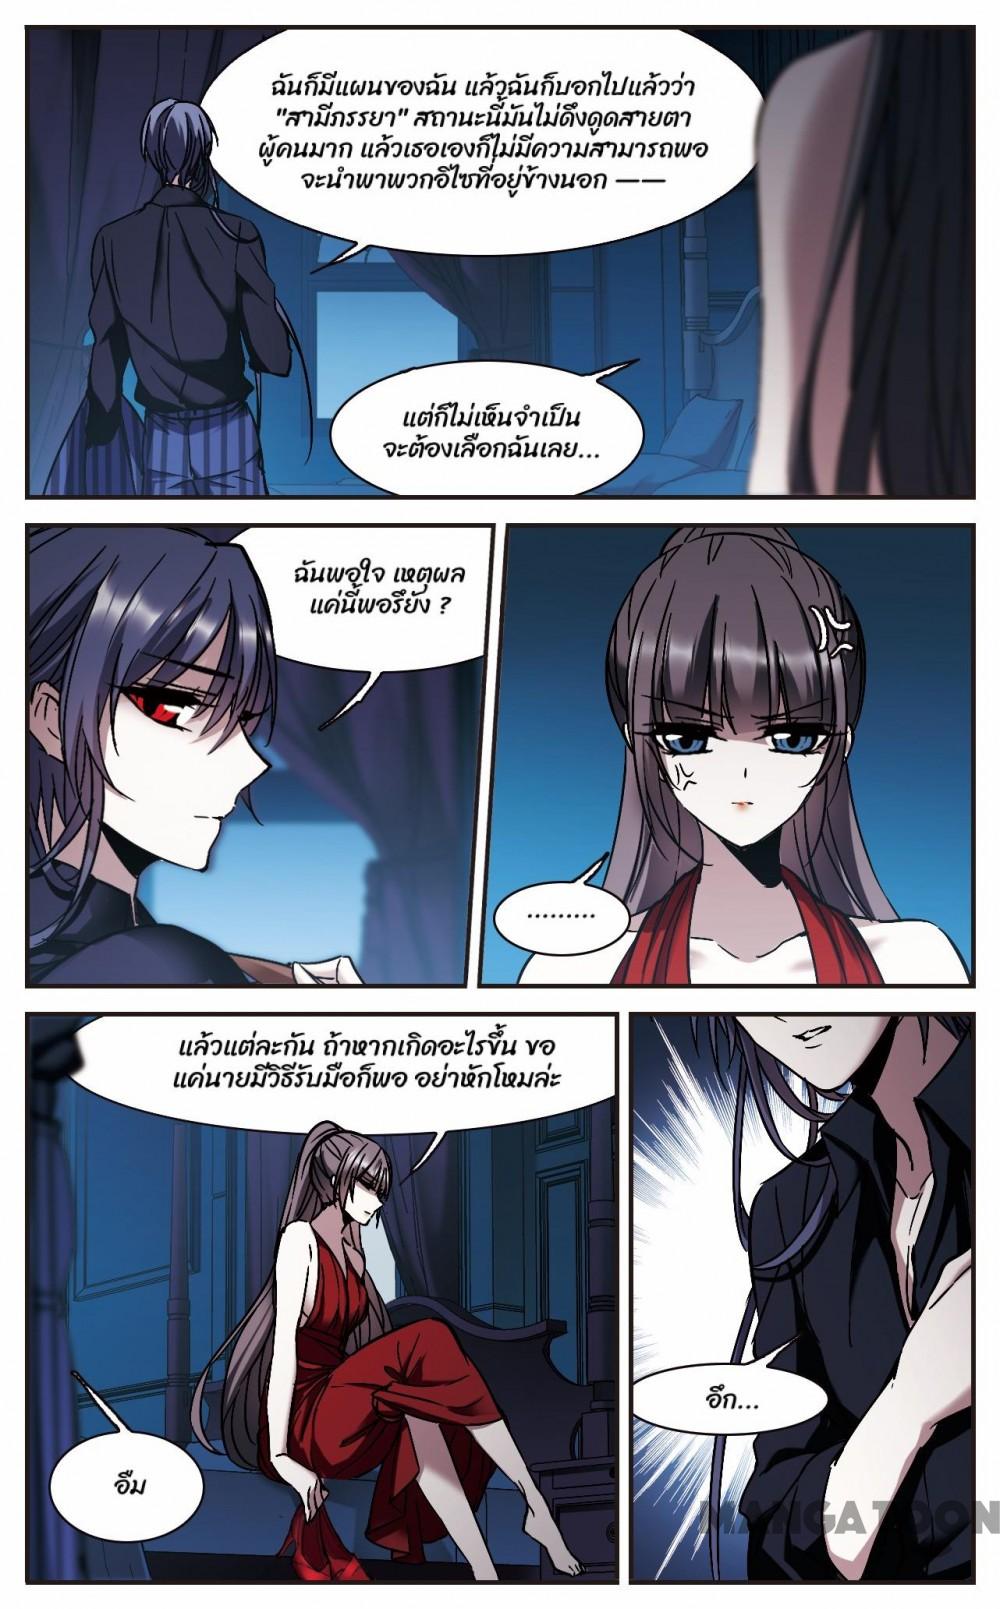 ฉันก็มีแผนของฉัน แล้วฉันก็บอกไปแล้วว่า
"สามีภรรยา" สถานะนี้มันไม่ดึงดูดสายตา
ผู้คนมาก แล้วเธอเองก็ไม่มีความสามารถพอ
จะนำพาพวกอีไซที่อยู่ข้างนอก ——
แต่ก็ไม่เห็นจำเป็น
จะต้องเลือกฉันเลย...
ฉันพอใจ เหตุผล
แค่นี้พอรึยัง ?
.........
แล้วแต่ละกัน ถ้าหากเกิดอะไรขึ้น ขอ
แค่นายมีวิธีรับมือก็พอ อย่าหักโหมล่ะ
อืม
อึก...
MANGATOON